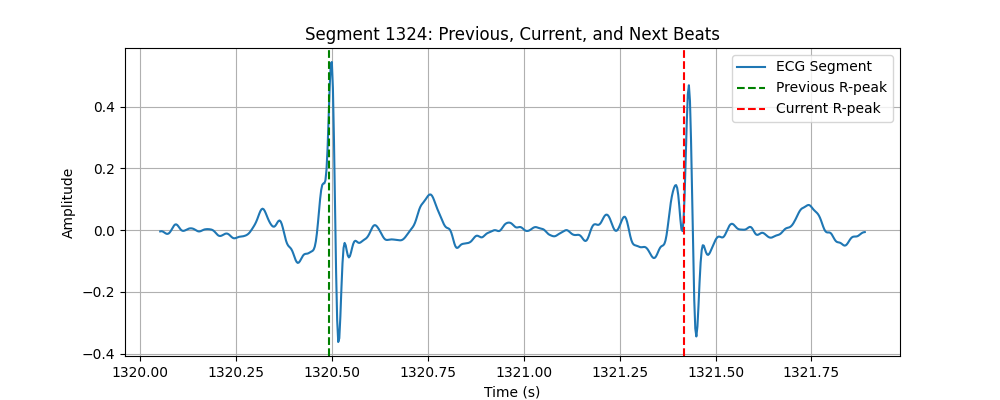 Segment 1324: Previous, Current, and Next Beats
ECG Segment
Previous R-peak
Current R-peak
Amplitude
0.4
0.2
0.0
−0.2
−0.4
1320.00 1320.25 1320.50 1320.75 1321.00 1321.25 1321.50 1321.75
Time (s)